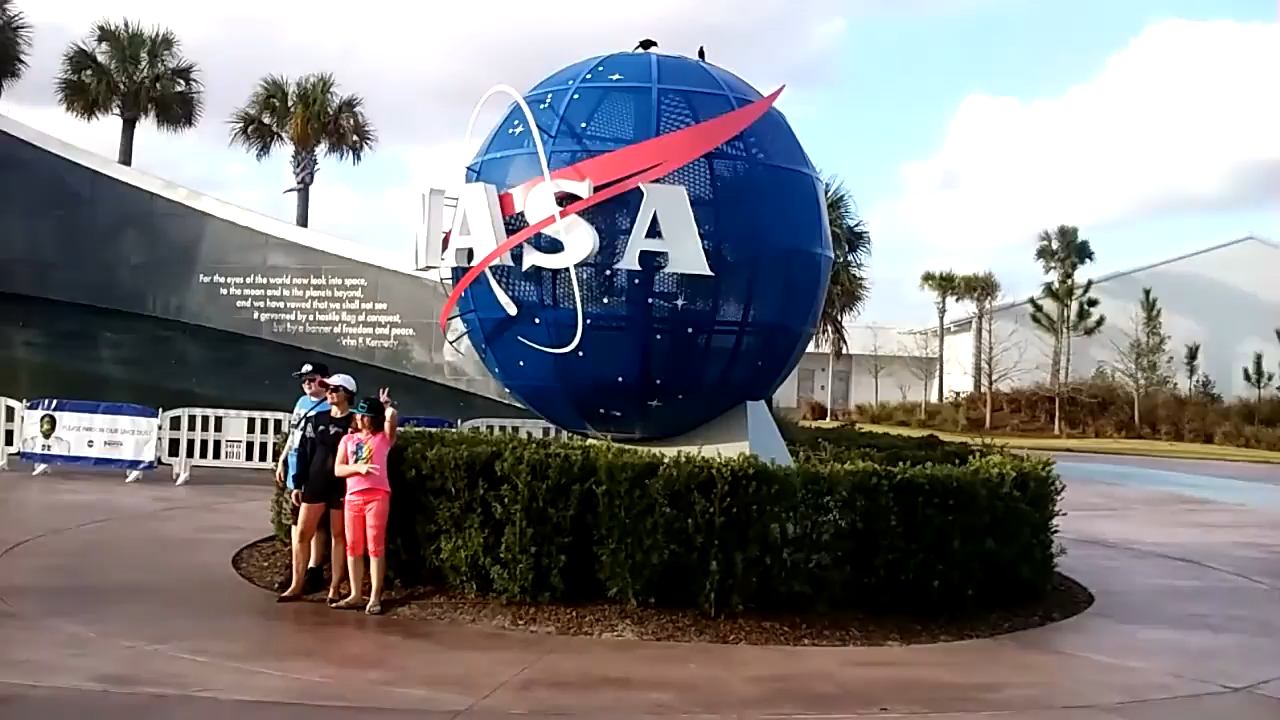 NASA
For the eyes of the world now look into space,
to the moon and to the planets beyond,
and we have vowed that we shall not see
it governed by a hostile flag of conquest,
but by a banner of freedom and peace.
John F. Kennedy